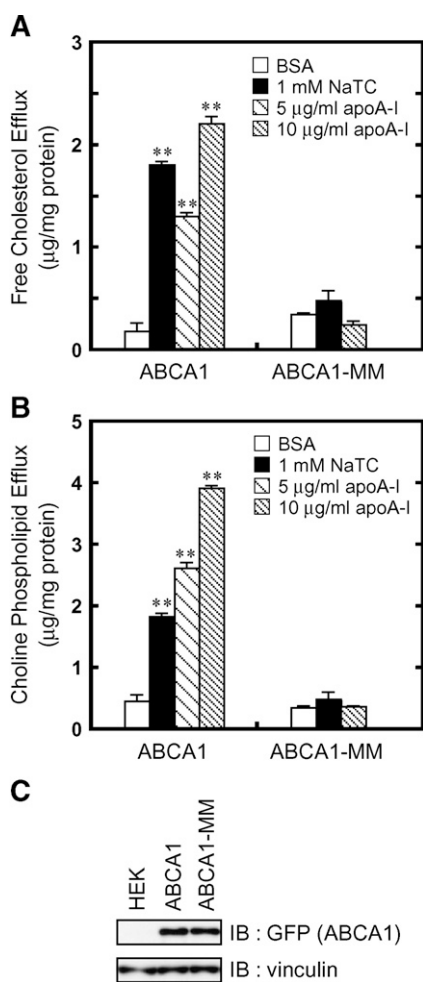 A
Free Cholesterol Efflux
(µg/mg protein)
3
2
1
0
BSA
1 mM NaTC
5 µg/ml apoA-I
10 µg/ml apoA-I
**
**
**
ABCA1
ABCA1-MM
B
Choline Phospholipid Efflux
(µg/mg protein)
5
4
3
2
1
0
BSA
1 mM NaTC
5 µg/ml apoA-I
10 µg/ml apoA-I
**
**
**
ABCA1
ABCA1-MM
C
HEK
ABCA1
ABCA1-MM
IB : GFP (ABCA1)
IB : vinculin